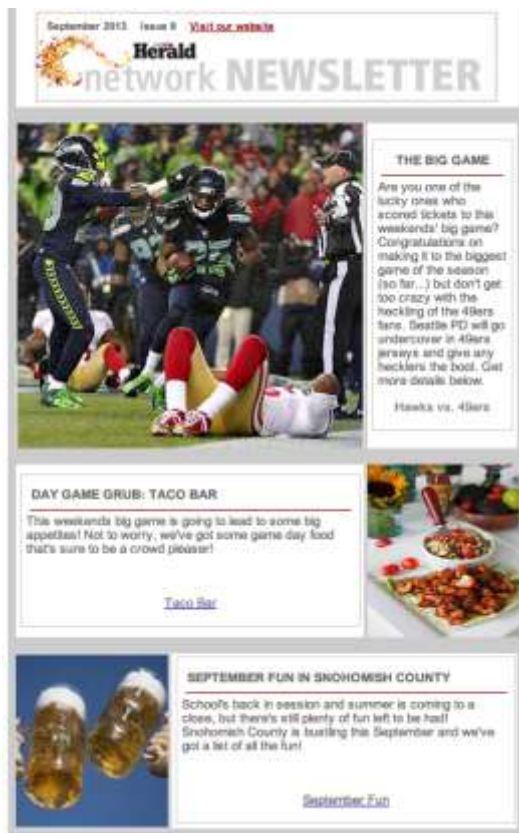 September 2013 Issue 9 Visit our website
Herald
network NEWSLETTER
THE BIG GAME
Are you one of the
lucky ones who
scored tickets to this
weekends' big game?
Congratulations on
making it to the biggest
game of the season
(so far...) but don't get
too crazy with the
heckling of the 49ers
fans. Seattle PD will go
undercover in 49ers
jerseys and give any
hecklers the boot. Get
more details below.
Hawks vs. 49ers
DAY GAME GRUB: TACO BAR
This weekends big game is going to lead to some big
appetites! Not to worry, we've got some game day food
that's sure to be a crowd pleaser!
Taco Bar
SEPTEMBER FUN IN SNOHOMISH COUNTY
School's back in session and summer is coming to a
close, but there's still plenty of fun left to be had!
Snohomish County is bustling this September and we've
got a list of all the fun!
September Fun